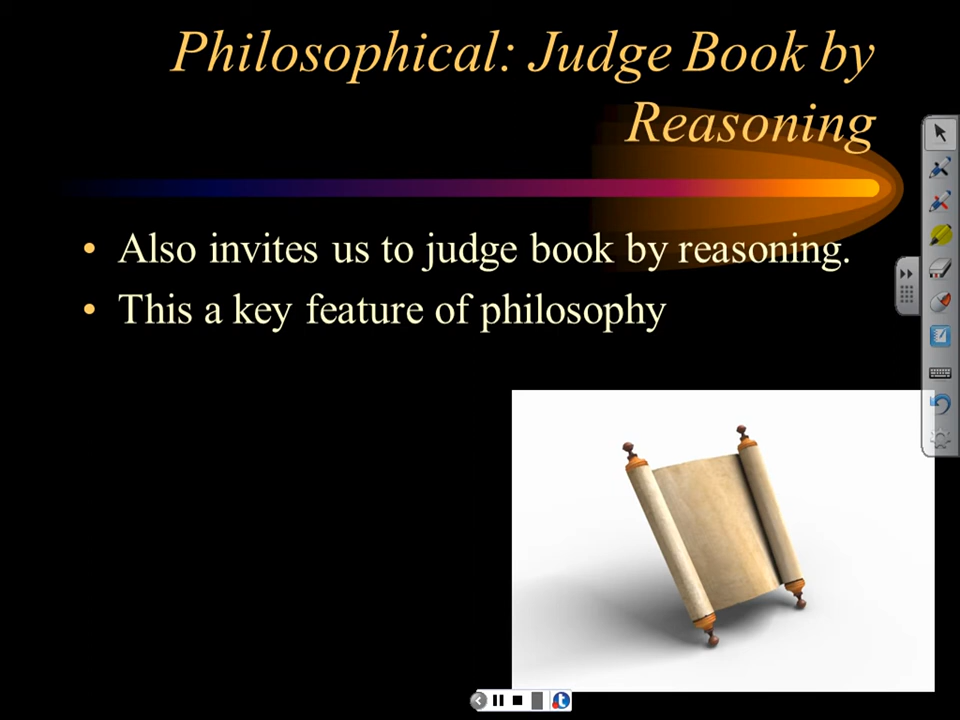 Philosophical: Judge Book by
Reasoning
• Also invites us to judge book by reasoning.
• This a key feature of philosophy